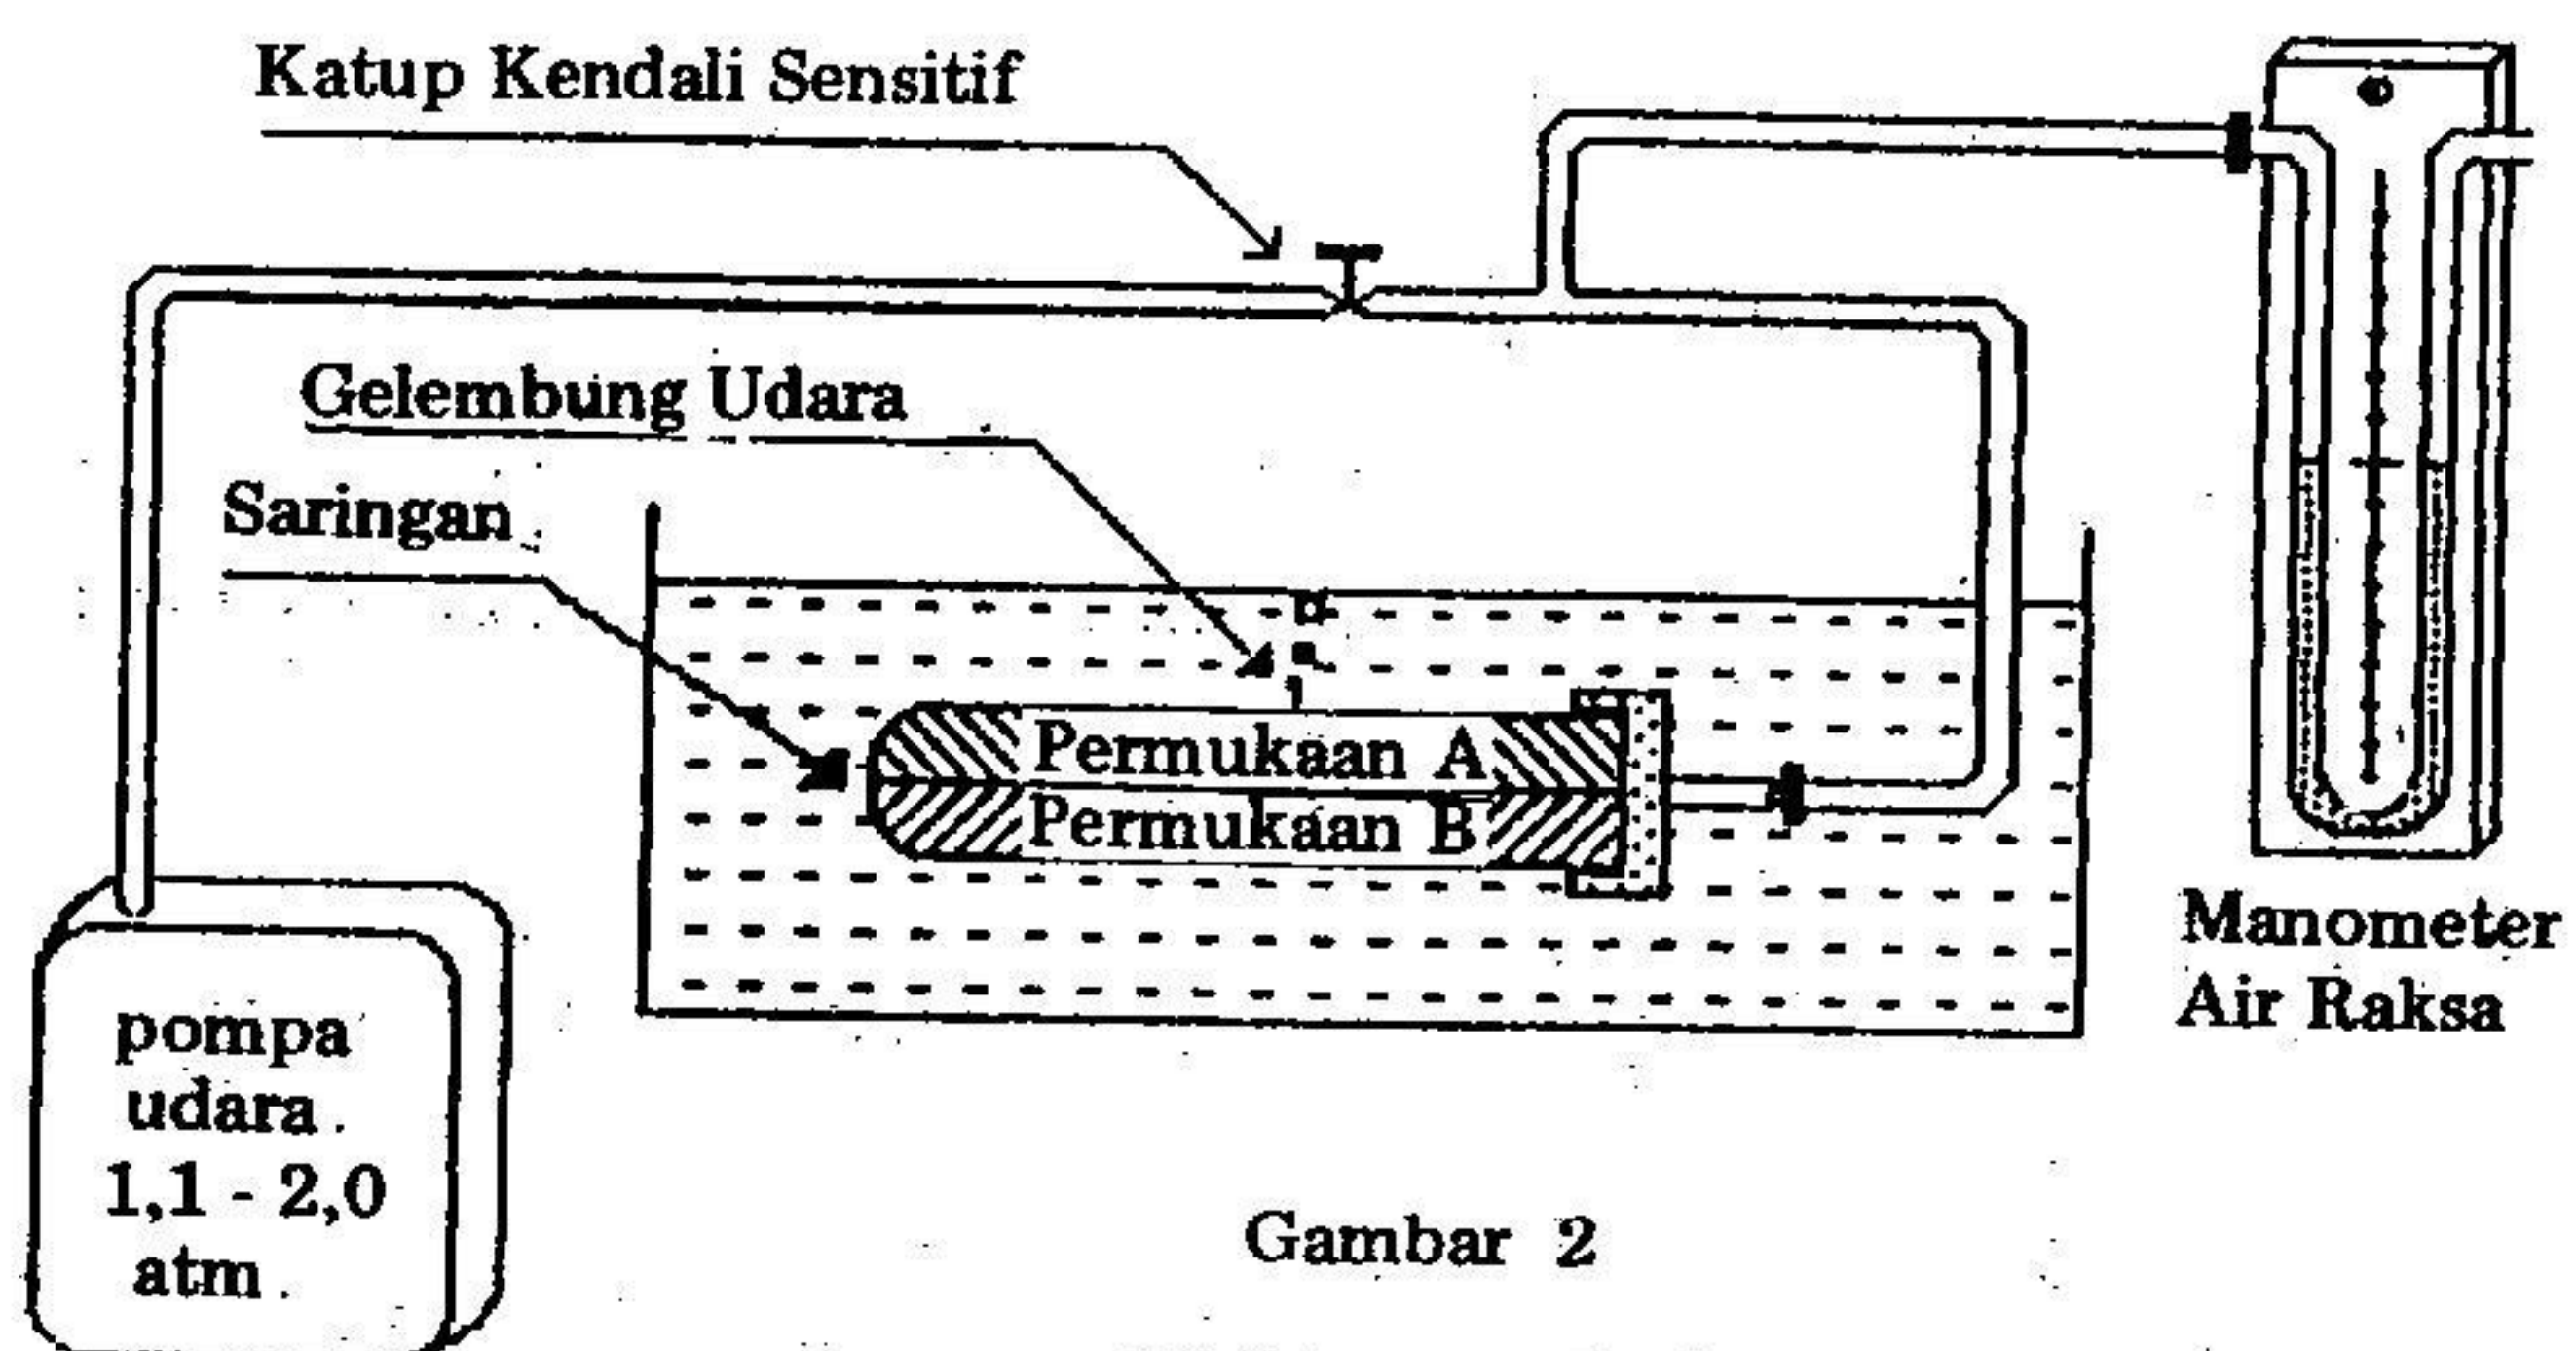 Katup Kendali Sensitif
Gelembung Udara
Saringan
Permukaan A
Permukaan B
pompa
udara
1,1 - 2,0
atm
Manometer
Air Raksa
Gambar 2